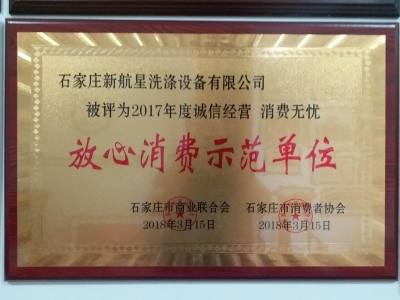 石家庄新航星洗涤设备有限公司
被评为2017年度诚信经营 消费无忧
放心消费示范单位
石家庄市商业联合会 石家庄市消费者协会
2018年3月15日 2018年3月15日